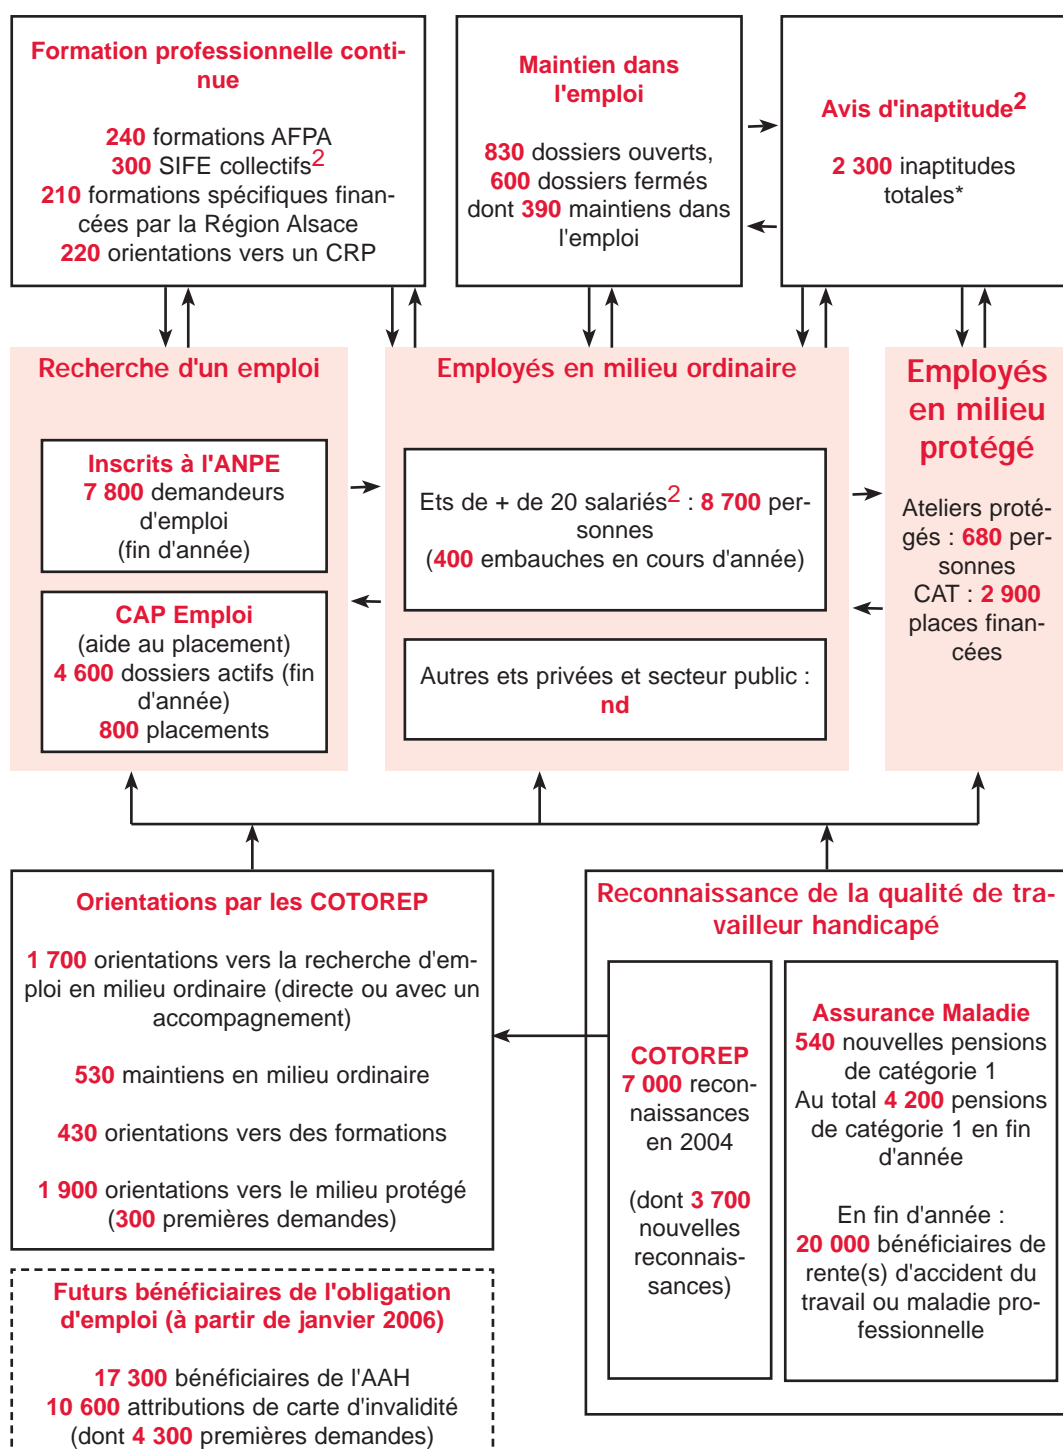 Formation professionnelle conti-
nue
240 formations AFPA
300 SIFE collectifs2
210 formations spécifiques finan-
cées par la Région Alsace
220 orientations vers un CRP
Maintien dans
l'emploi
830 dossiers ouverts,
600 dossiers fermés
dont 390 maintiens dans
l'emploi
Avis d'inaptitude2
2 300 inaptitudes
totales*
Recherche d'un emploi
Inscrits à l'ANPE
7 800 demandeurs
d'emploi
(fin d'année)
CAP Emploi
(aide au placement)
4 600 dossiers actifs (fin
d'année)
800 placements
Employés en milieu ordinaire
Ets de + de 20 salariés2 : 8 700 per-
sonnes
(400 embauches en cours d'année)
Autres ets privées et secteur public :
nd
Employés
en milieu
protégé
Ateliers proté-
gés : 680 per-
sonnes
CAT : 2 900
places finan-
cées
Orientations par les COTOREP
1 700 orientations vers la recherche d'em-
ploi en milieu ordinaire (directe ou avec un
accompagnement)
530 maintiens en milieu ordinaire
430 orientations vers des formations
1 900 orientations vers le milieu protégé
(300 premières demandes)
Reconnaissance de la qualité de tra-
vailleur handicapé
COTOREP
7 000 recon-
naissances
en 2004
(dont 3 700
nouvelles
reconnais-
sances)
Assurance Maladie
540 nouvelles pensions
de catégorie 1
Au total 4 200 pensions
de catégorie 1 en fin
d'année
En fin d'année :
20 000 bénéficiaires de
rente(s) d'accident du
travail ou maladie pro-
fessionnelle
Futurs bénéficiaires de l'obligation
d'emploi (à partir de janvier 2006)
17 300 bénéficiaires de l'AAH
10 600 attributions de carte d'invalidité
(dont 4 300 premières demandes)